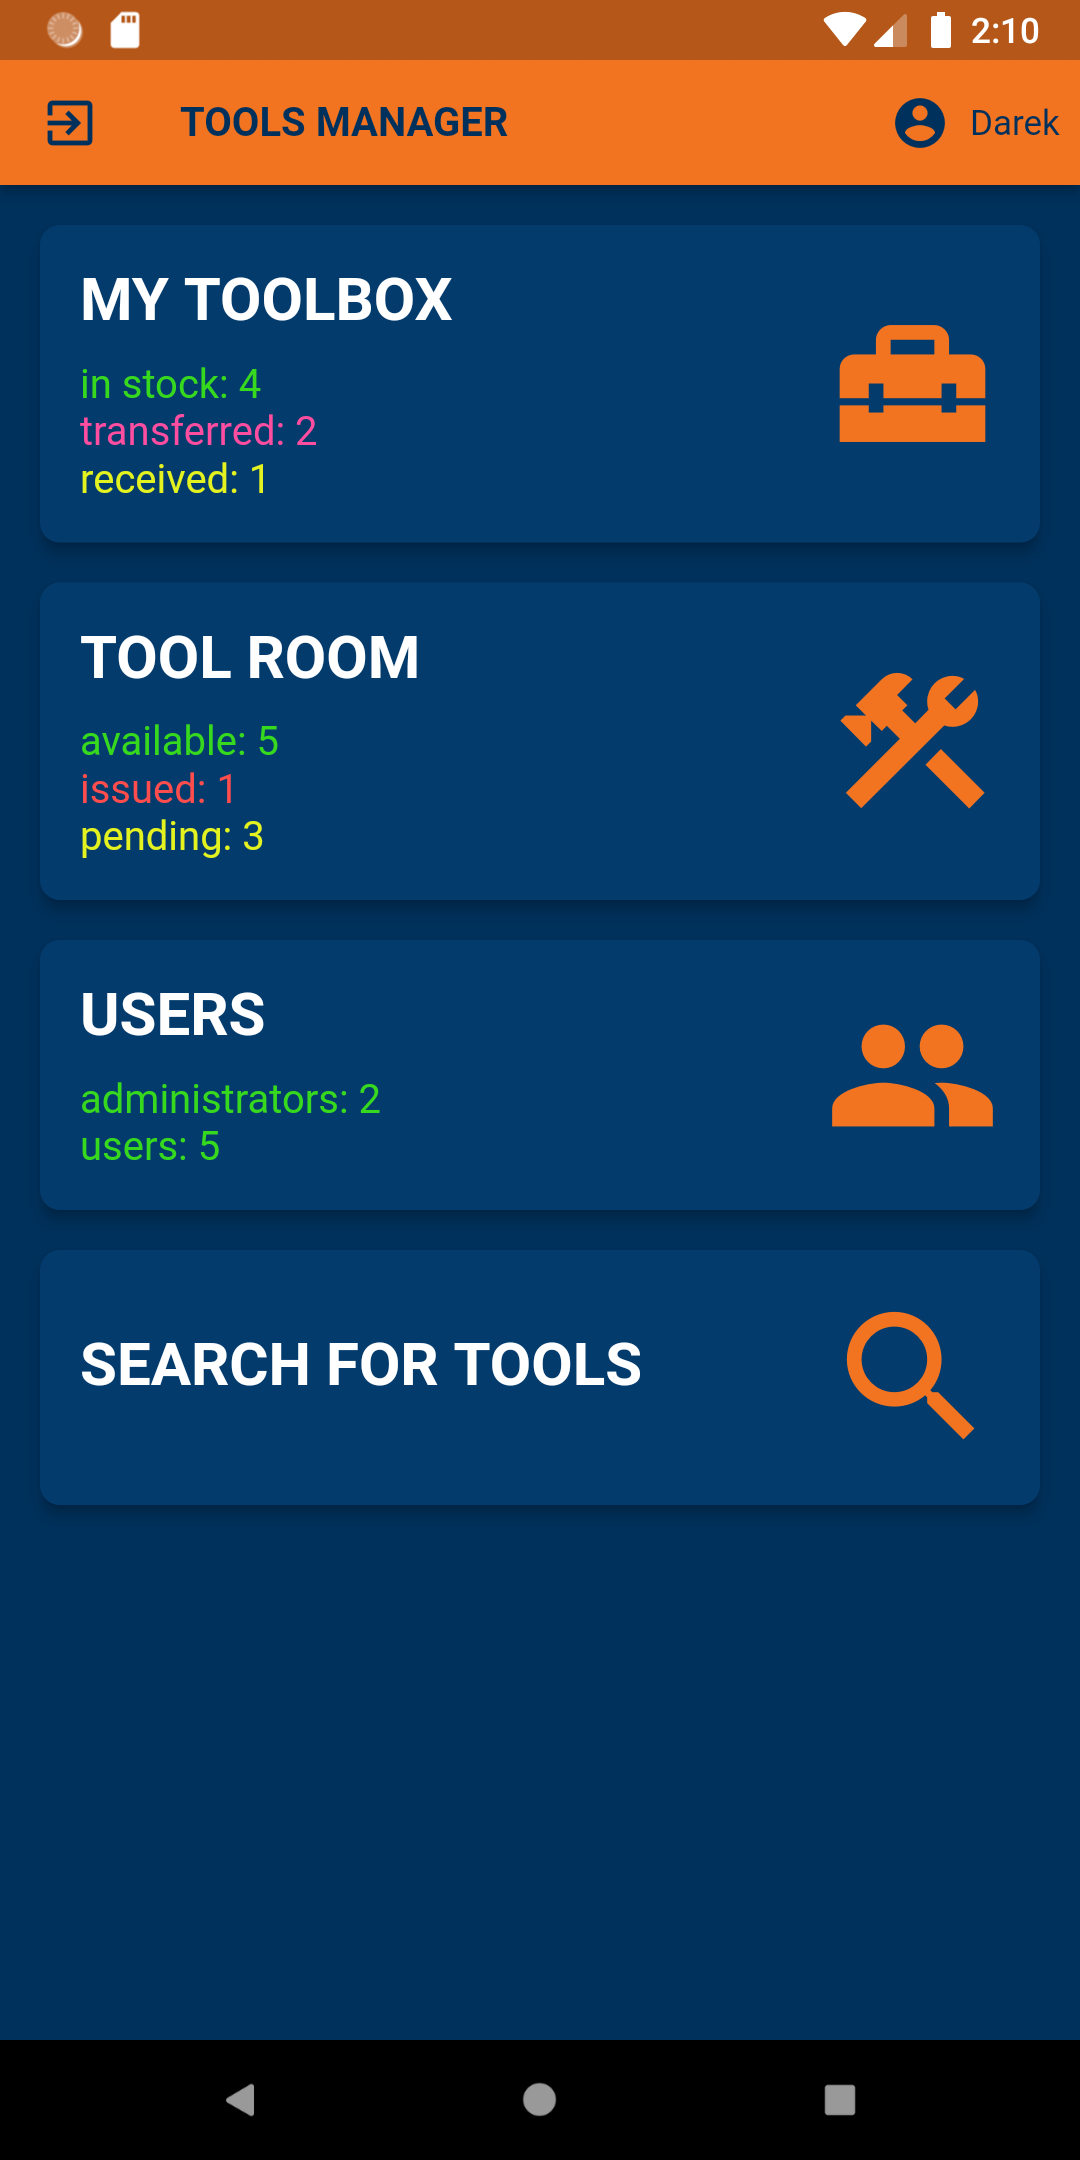 2:10
TOOLS MANAGER
Darek
MY TOOLBOX
in stock: 4
transferred: 2
received: 1
TOOL ROOM
available: 5
issued: 1
pending: 3
USERS
administrators: 2
users: 5
SEARCH FOR TOOLS